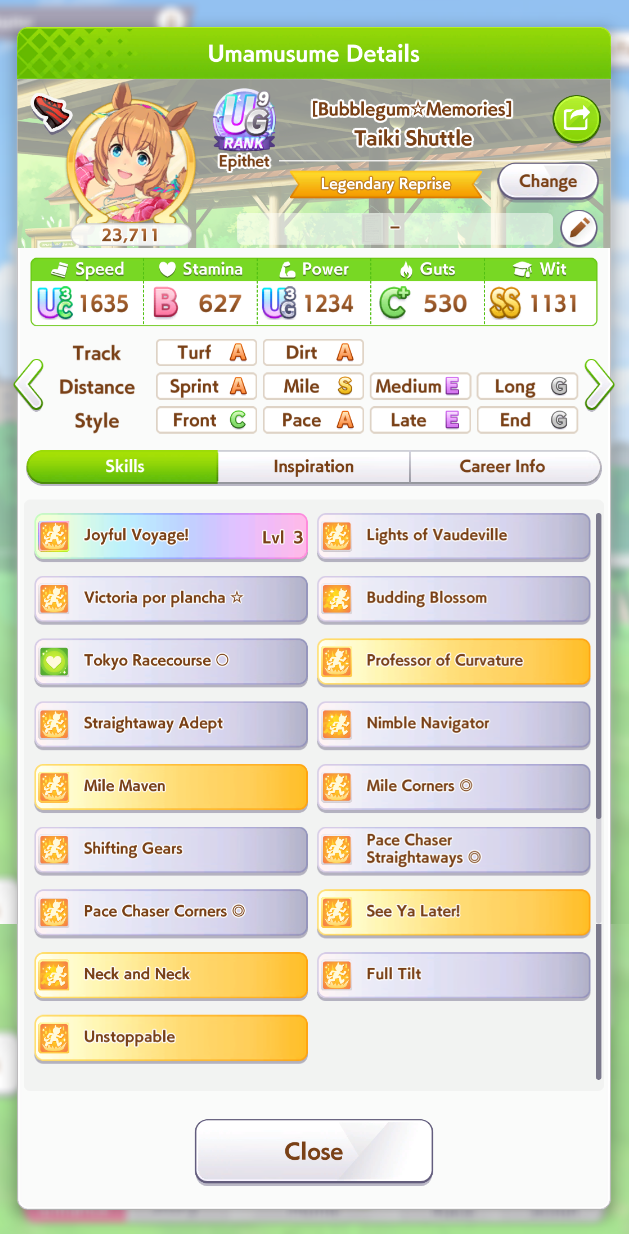 Umamusume Details
UG9
RANK
Epithet
[Bubblegum☆Memories]
Taiki Shuttle
Legendary Reprise
Change
23,711
–
Speed Stamina Power Guts Wit
UC3 1635 B 627 UG3 1234 C+ 530 SS 1131
Track Turf A Dirt A
Distance Sprint A Mile S Medium E Long G
Style Front C Pace A Late E End G
Skills Inspiration Career Info
Joyful Voyage! Lvl 3
Lights of Vaudeville
Victoria por plancha ☆
Budding Blossom
Tokyo Racecourse ○
Professor of Curvature
Straightaway Adept
Nimble Navigator
Mile Maven
Mile Corners ◎
Shifting Gears
Pace Chaser
Straightaways ◎
Pace Chaser Corners ◎
See Ya Later!
Neck and Neck
Full Tilt
Unstoppable
Close